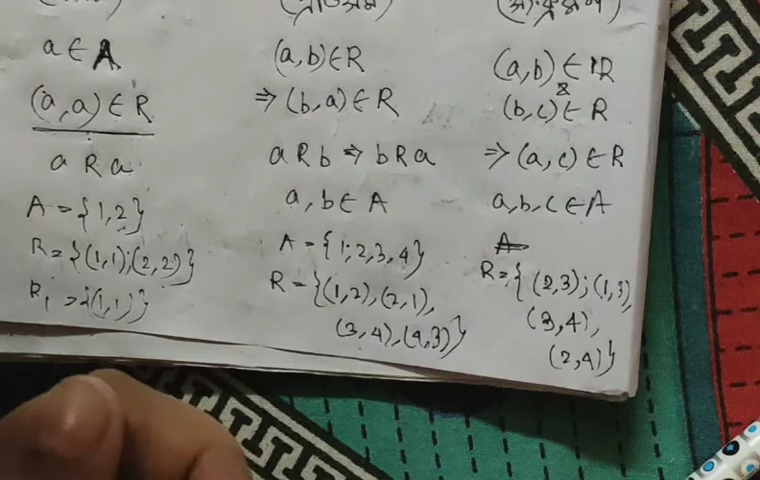 a ∈ A
(a, a) ∈ R
a R a
A = {1, 2}
R = {(1,1); (2,2)}
R₁ = {(1,1)}
(a, b) ∈ R
⇒ (b, a) ∈ R
a R b ⇒ b R a
a, b ∈ A
A = {1; 2, 3, 4}
R = {(1,2), (2,1),
(3,4), (4,3)}
(a, b) ∈ R
&
(b, c) ∈ R
⇒ (a, c) ∈ R
a, b, c ∈ A
A
R = { (2,3); (1,3),
(3,4),
(2,4)}